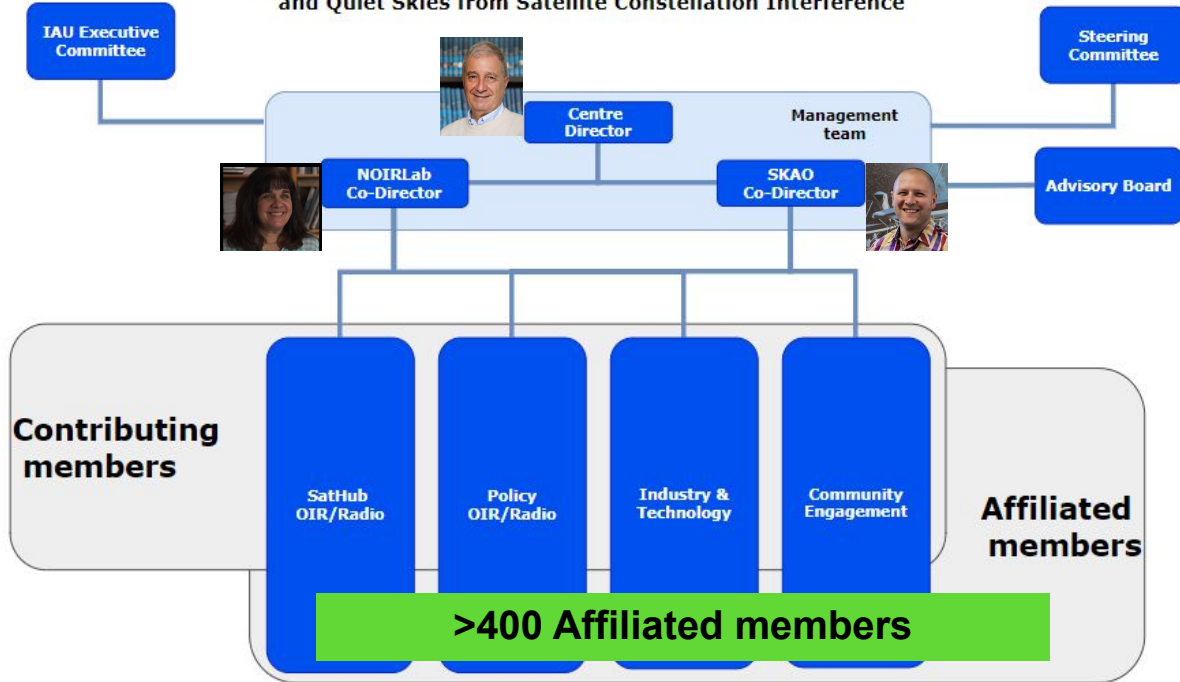 and Quiet Skies from Satellite Constellation Interference
IAU Executive
Committee
Steering
Committee
Centre
Director
Management
team
NOIRLab
Co-Director
SKAO
Co-Director
Advisory Board
Contributing
members
SatHub
OIR/Radio
Policy
OIR/Radio
Industry &
Technology
Community
Engagement
Affiliated
members
>400 Affiliated members